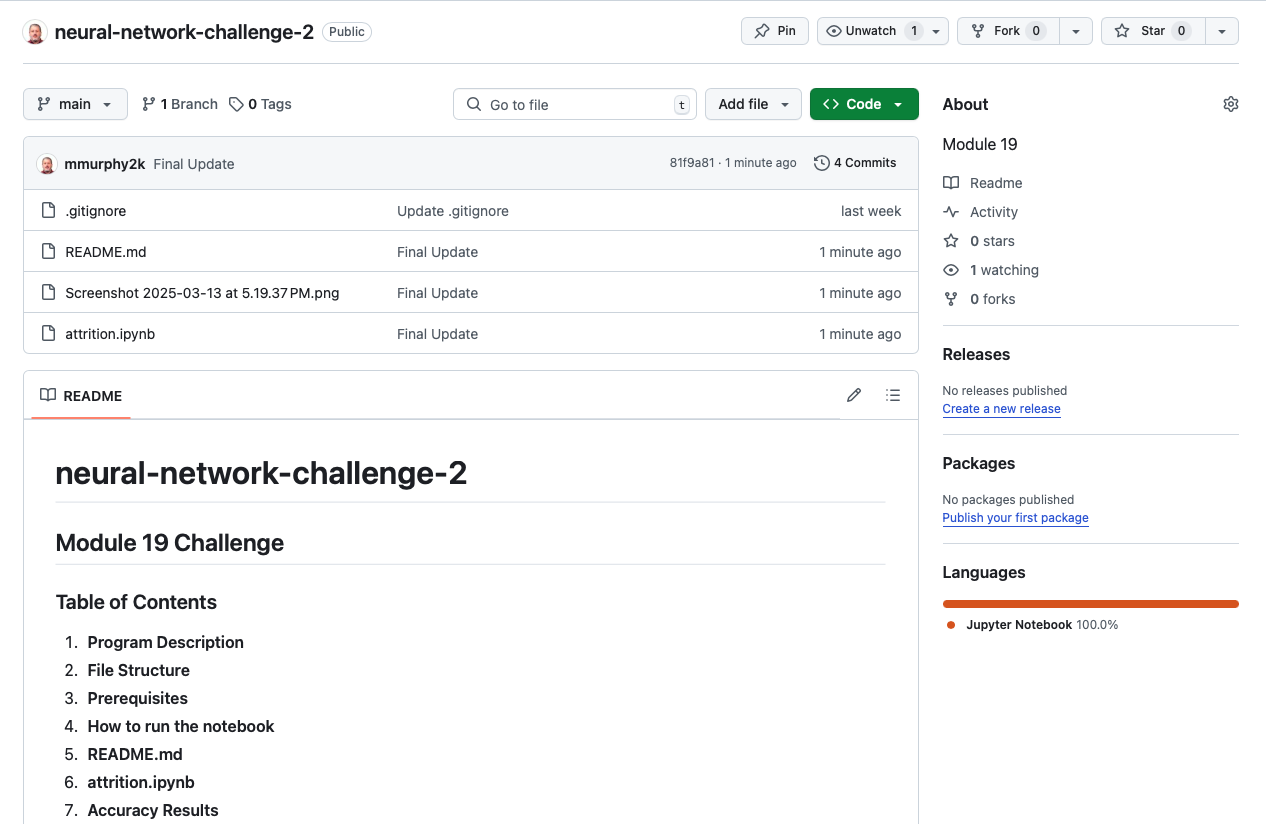 neural-network-challenge-2 Public Pin Unwatch 1 Fork 0 Star 0
main 1 Branch 0 Tags Go to file t Add file Code
mmurphy2k Final Update 81f9a81 · 1 minute ago 4 Commits
.gitignore Update .gitignore last week
README.md Final Update 1 minute ago
Screenshot 2025-03-13 at 5.19.37 PM.png Final Update 1 minute ago
attrition.ipynb Final Update 1 minute ago
README
neural-network-challenge-2
Module 19 Challenge
Table of Contents
1. Program Description
2. File Structure
3. Prerequisites
4. How to run the notebook
5. README.md
6. attrition.ipynb
7. Accuracy Results
About
Module 19
Readme
Activity
0 stars
1 watching
0 forks
Releases
No releases published
Create a new release
Packages
No packages published
Publish your first package
Languages
Jupyter Notebook 100.0%